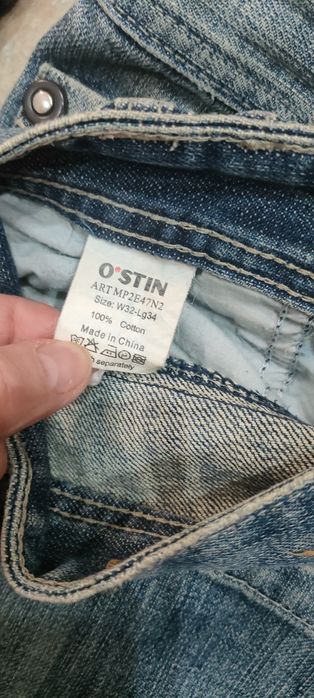 O'STIN
ART MP2E47N2
Size: W32-Lg34
100% Cotton
Made in China
separately